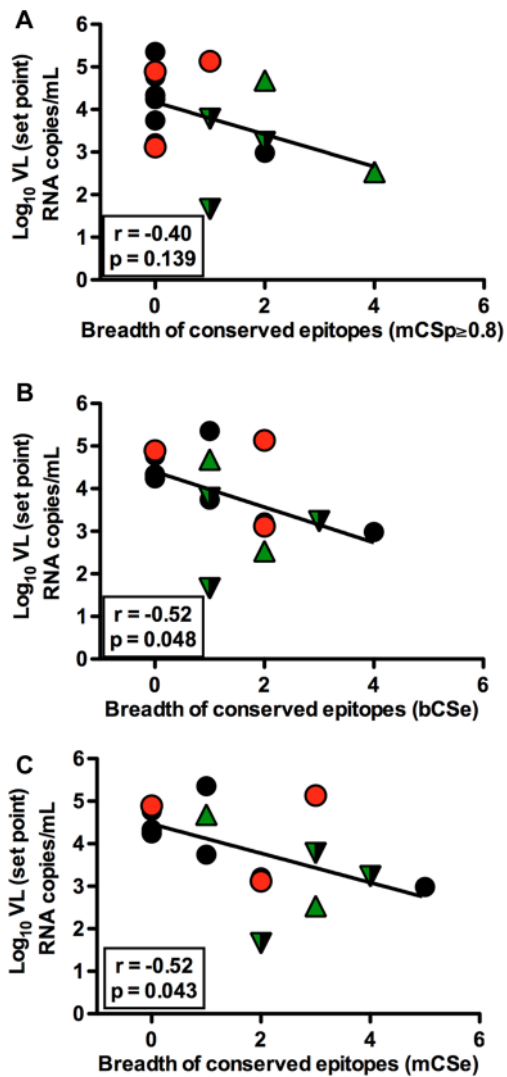 A
Log₁₀ VL (set point)
RNA copies/mL
6
5
4
3
2
1
0
r = -0.40
p = 0.139
0 2 4 6
Breadth of conserved epitopes (mCSp≥0.8)
B
Log₁₀ VL (set point)
RNA copies/mL
6
5
4
3
2
1
0
r = -0.52
p = 0.048
0 2 4 6
Breadth of conserved epitopes (bCSe)
C
Log₁₀ VL (set point)
RNA copies/mL
6
5
4
3
2
1
0
r = -0.52
p = 0.043
0 2 4 6
Breadth of conserved epitopes (mCSe)